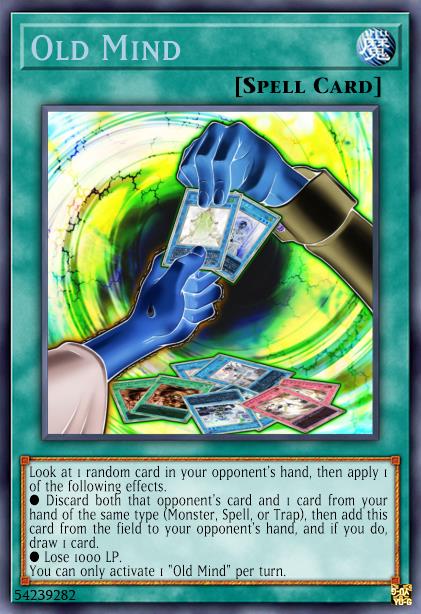 Old Mind
魔
[Spell Card]
Look at 1 random card in your opponent's hand, then apply 1
of the following effects.
● Discard both that opponent's card and 1 card from your
hand of the same type (Monster, Spell, or Trap), then add this
card from the field to your opponent's hand, and if you do,
draw 1 card.
● Lose 1000 LP.
You can only activate 1 "Old Mind" per turn.
54239282